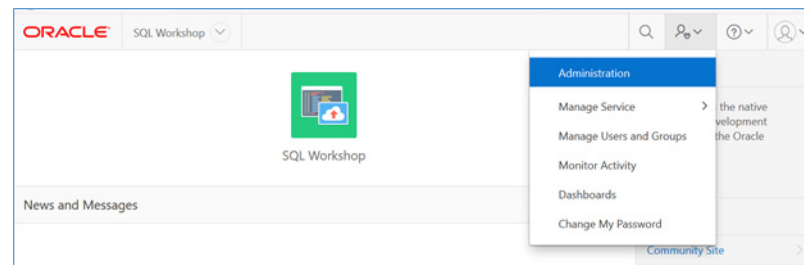 ORACLE SQL Workshop
Administration
Manage Service
the native
velopment
Manage Users and Groups
the Oracle
SQL Workshop
Monitor Activity
Dashboards
News and Messages
Change My Password
Community Site